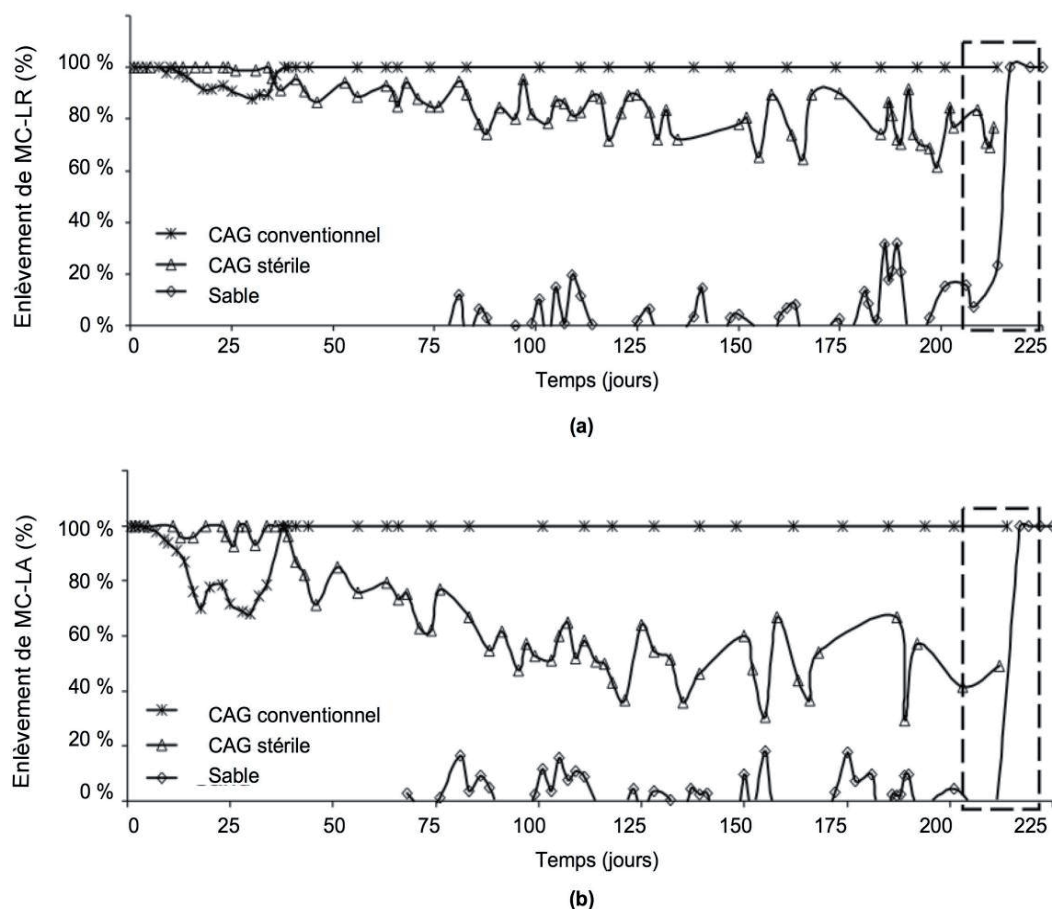 Enlèvement de MC-LR (%)
100 %
80 %
60 %
40 %
20 %
0 %
CAG conventionnel
CAG stérile
Sable
0
25
50
75
100
125
150
175
200
225
Temps (jours)
(a)
Enlèvement de MC-LA (%)
100 %
80 %
60 %
40 %
20 %
0 %
CAG conventionnel
CAG stérile
Sable
0
25
50
75
100
125
150
175
200
225
Temps (jours)
(b)